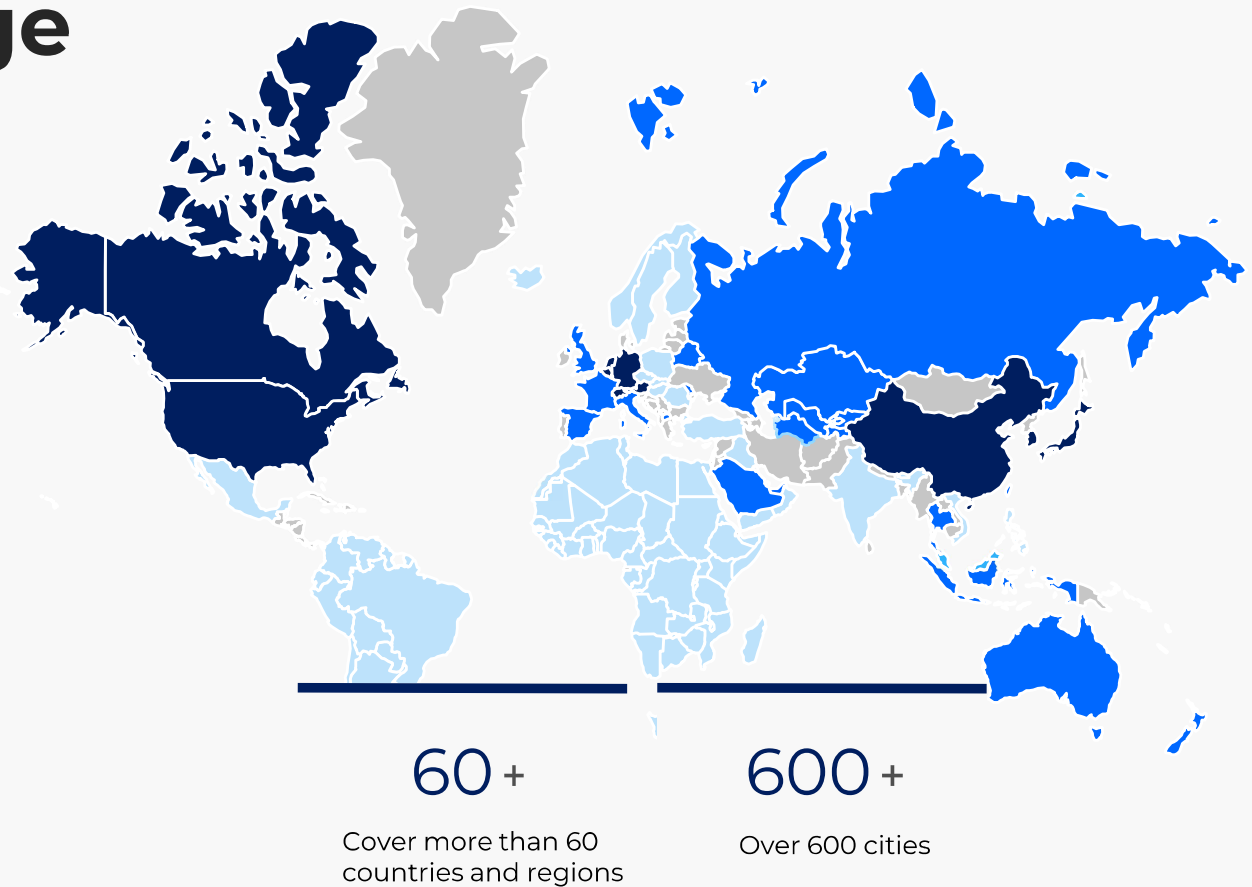 ge
60 +
600 +
Cover more than 60
countries and regions
Over 600 cities